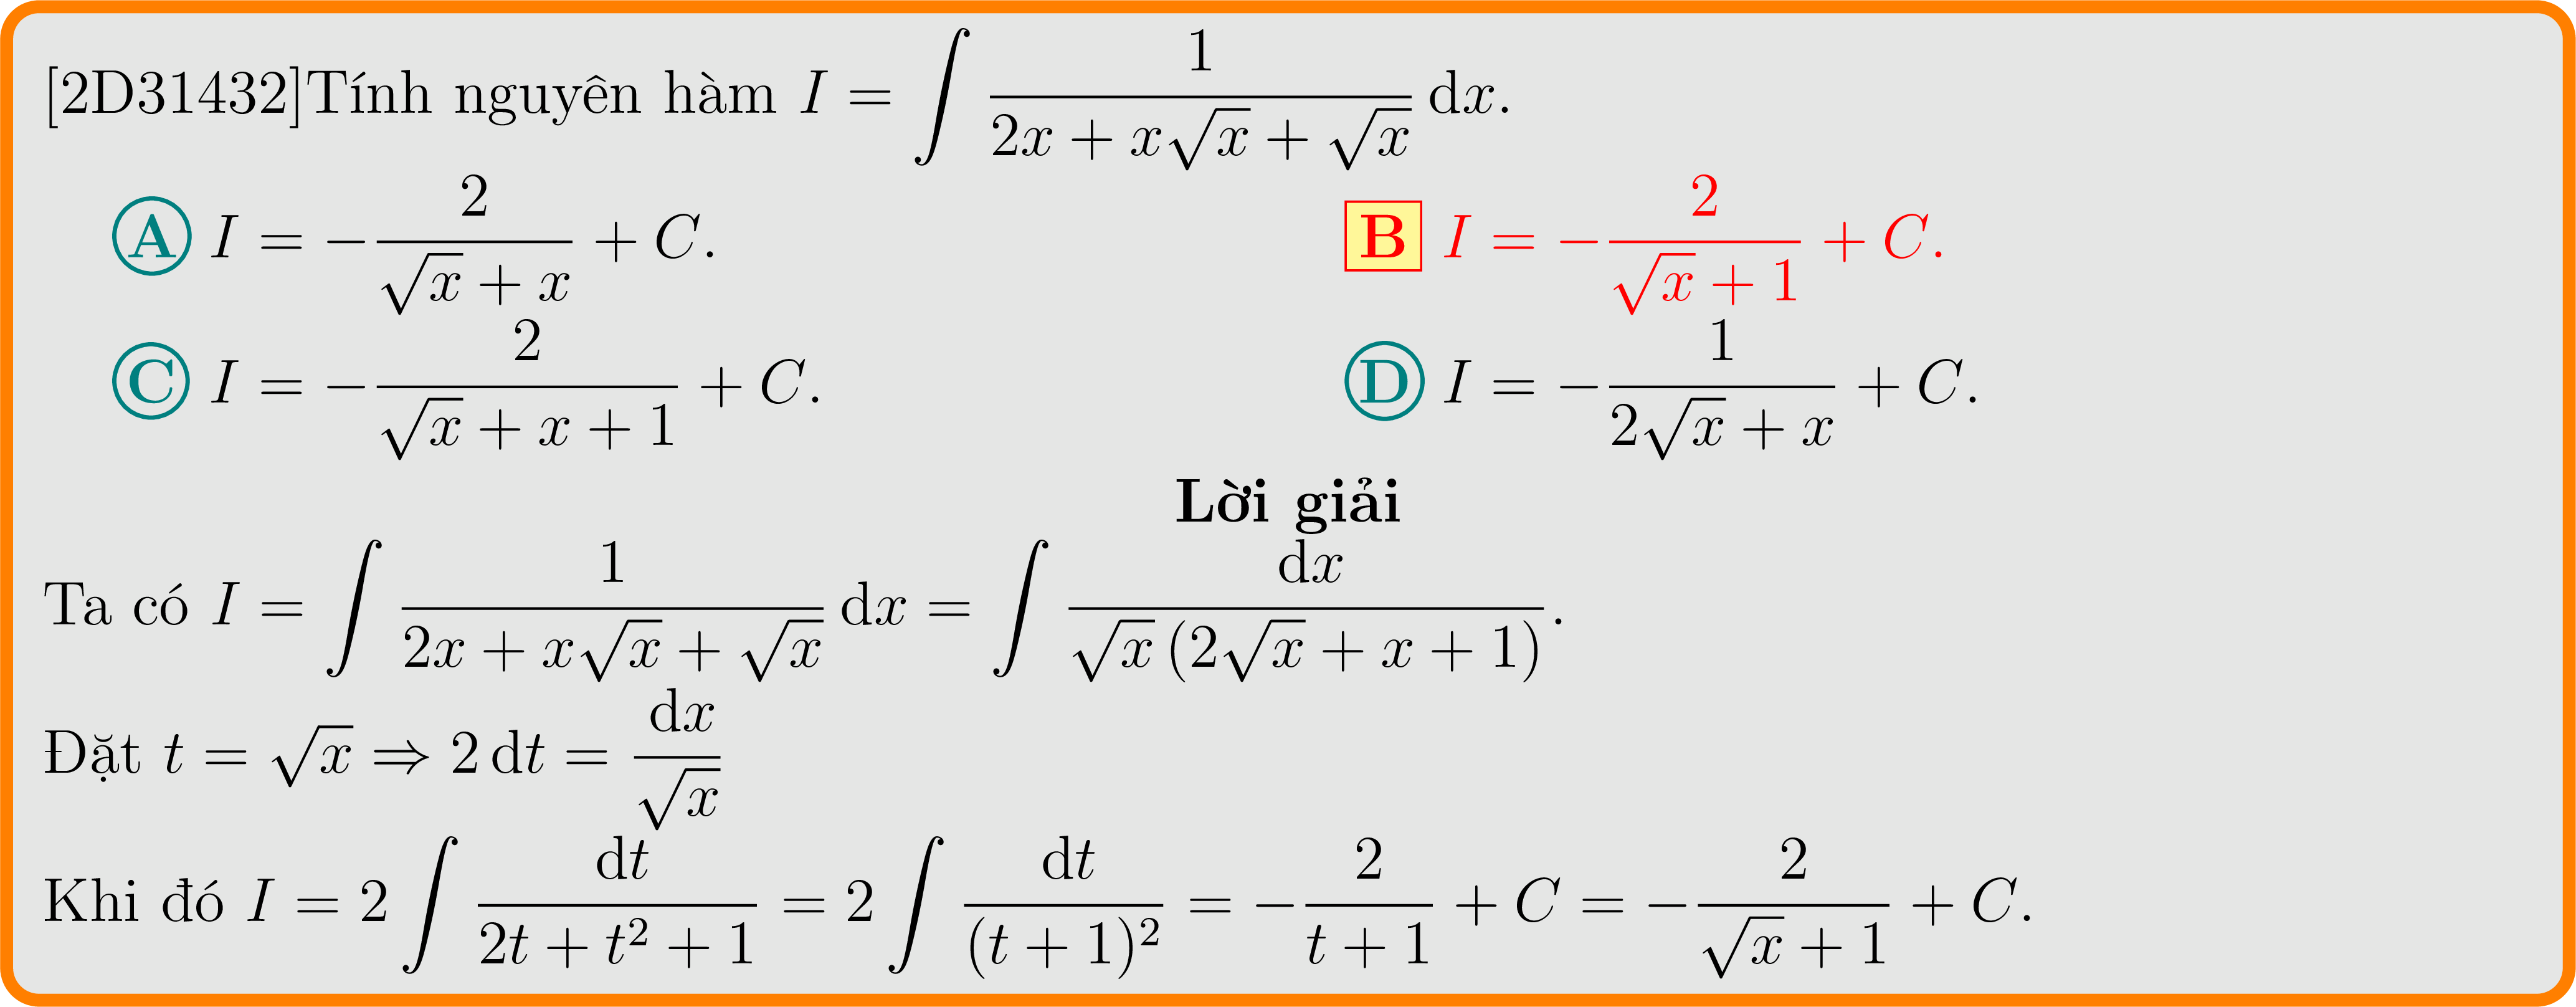 [2D31432]Tính nguyên hàm $I = \int \frac{1}{2x + x\sqrt{x} + \sqrt{x}} \, \mathrm{d}x.$
A $I = -\frac{2}{\sqrt{x} + x} + C.$ B $I = -\frac{2}{\sqrt{x} + 1} + C.$
C $I = -\frac{2}{\sqrt{x} + x + 1} + C.$ D $I = -\frac{1}{2\sqrt{x} + x} + C.$
Lời giải
Ta có $I = \int \frac{1}{2x + x\sqrt{x} + \sqrt{x}} \, \mathrm{d}x = \int \frac{\mathrm{d}x}{\sqrt{x}(2\sqrt{x} + x + 1)}.$
Đặt $t = \sqrt{x} \Rightarrow 2 \, \mathrm{d}t = \frac{\mathrm{d}x}{\sqrt{x}}$
Khi đó $I = 2 \int \frac{\mathrm{d}t}{2t + t^2 + 1} = 2 \int \frac{\mathrm{d}t}{(t + 1)^2} = -\frac{2}{t + 1} + C = -\frac{2}{\sqrt{x} + 1} + C.$